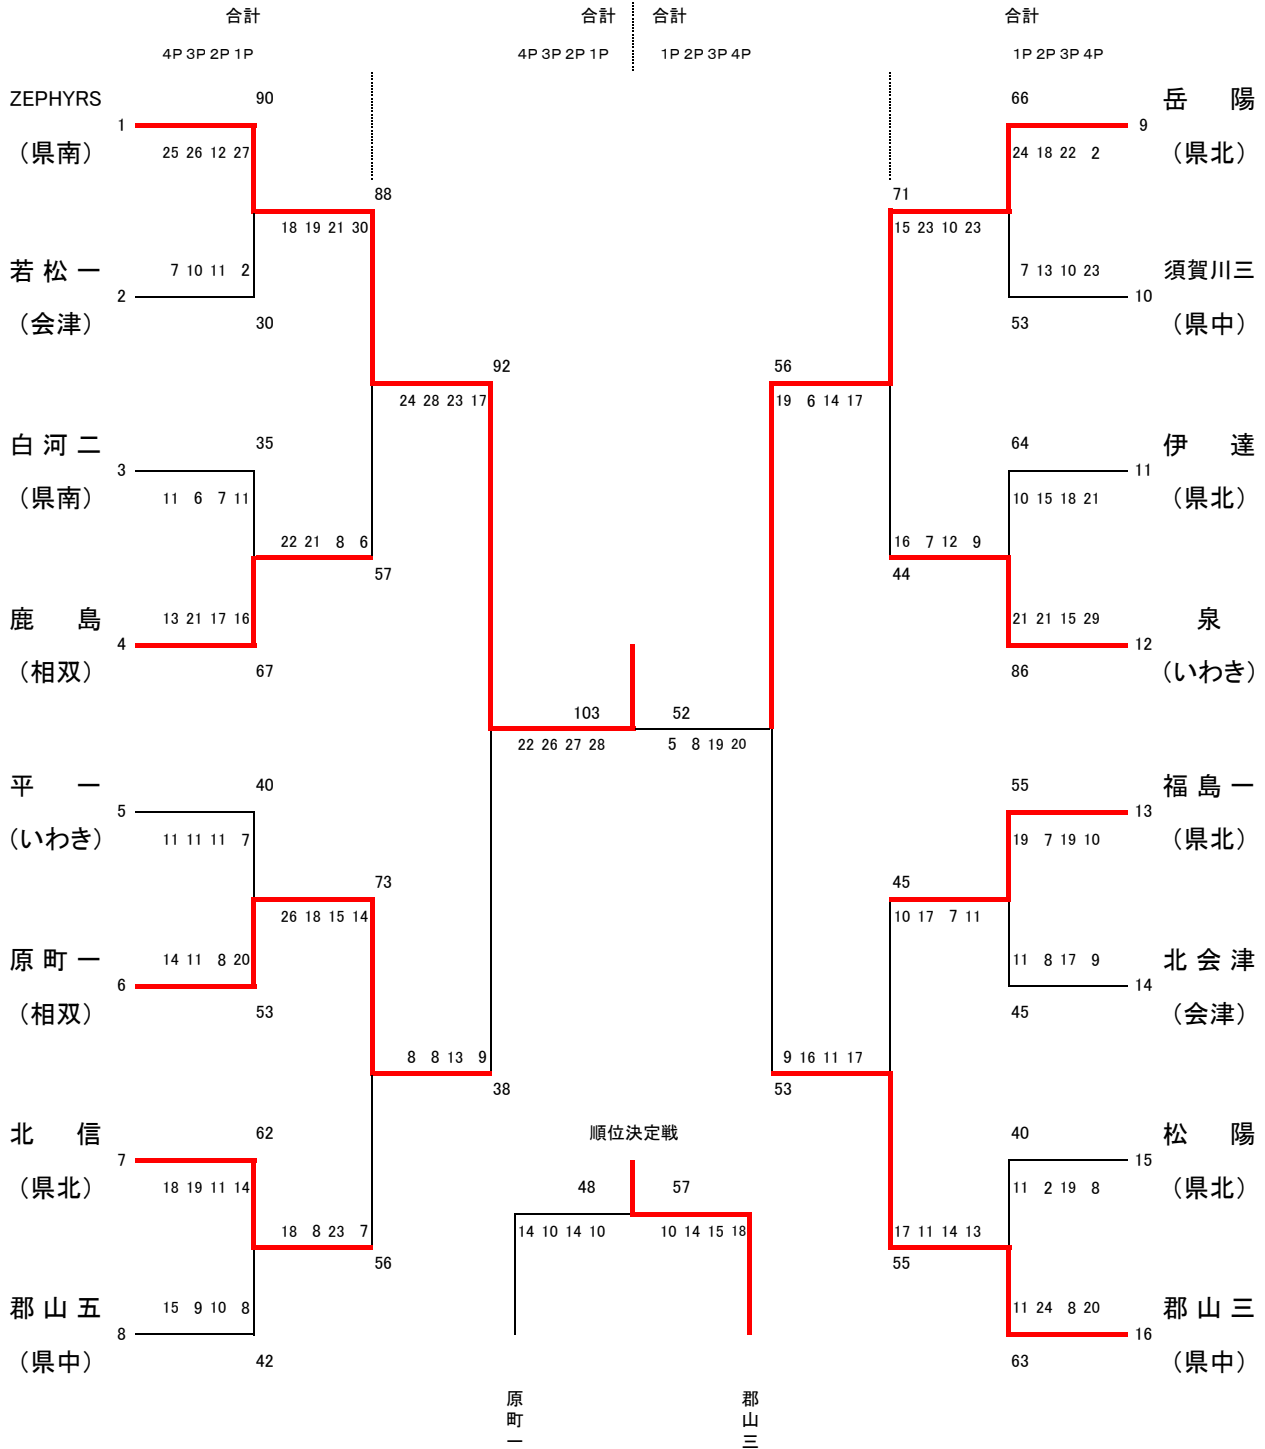 合計 合計 合計 合計
4P 3P 2P 1P 4P 3P 2P 1P 1P 2P 3P 4P 1P 2P 3P 4P
ZEPHYRS 90 66 岳 陽
1 9
(県南) 25 26 12 27 24 18 22 2 (県北)
88 71
18 19 21 30 15 23 10 23
若 松 一 7 10 11 2 7 13 10 23 須賀川三
2 10
(会津) 30 53 (県中)
92 56
24 28 23 17 19 6 14 17
白 河 二 35 64 伊 達
3 11
(県南) 11 6 7 11 10 15 18 21 (県北)
22 21 8 6 16 7 12 9
57 44
鹿 島 13 21 17 16 21 21 15 29 泉
4 12
(相双) 67 86 (いわき)
103 52
22 26 27 28 5 8 19 20
平 一 40 55 福 島 一
5 13
(いわき) 11 11 11 7 19 7 19 10 (県北)
73 45
26 18 15 14 10 17 7 11
原 町 一 14 11 8 20 11 8 17 9 北 会 津
6 14
(相双) 53 45 (会津)
8 8 13 9 9 16 11 17
38 53
北 信 62 順位決定戦 40 松 陽
7 15
(県北) 18 19 11 14 48 57 11 2 19 8 (県北)
18 8 23 7 14 10 14 10 10 14 15 18 17 11 14 13
56 55
郡 山 五 15 9 10 8 11 24 8 20 郡 山 三
8 16
(県中) 42 63 (県中)
原町一 郡山三